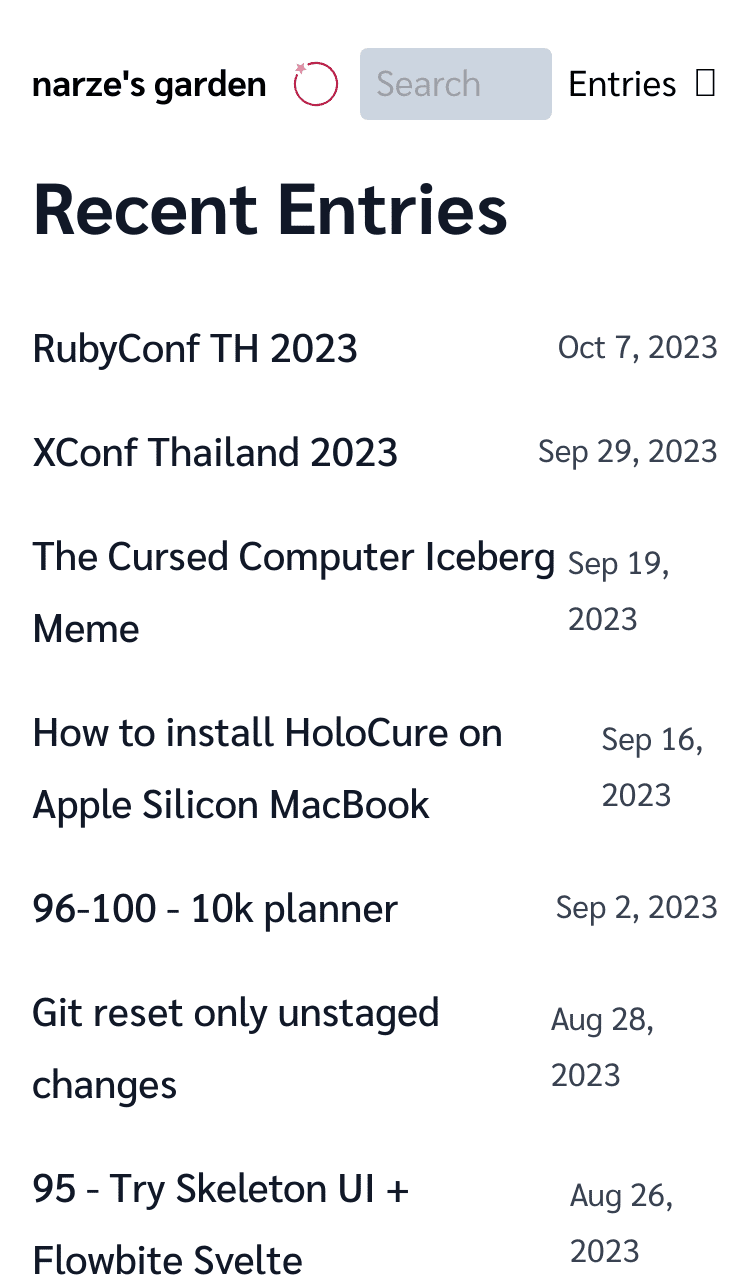 narze's garden Search Entries
Recent Entries
RubyConf TH 2023 Oct 7, 2023
XConf Thailand 2023 Sep 29, 2023
The Cursed Computer Iceberg Sep 19,
Meme 2023
How to install HoloCure on Sep 16,
Apple Silicon MacBook 2023
96-100 - 10k planner Sep 2, 2023
Git reset only unstaged Aug 28,
changes 2023
95 - Try Skeleton UI + Aug 26,
Flowbite Svelte 2023